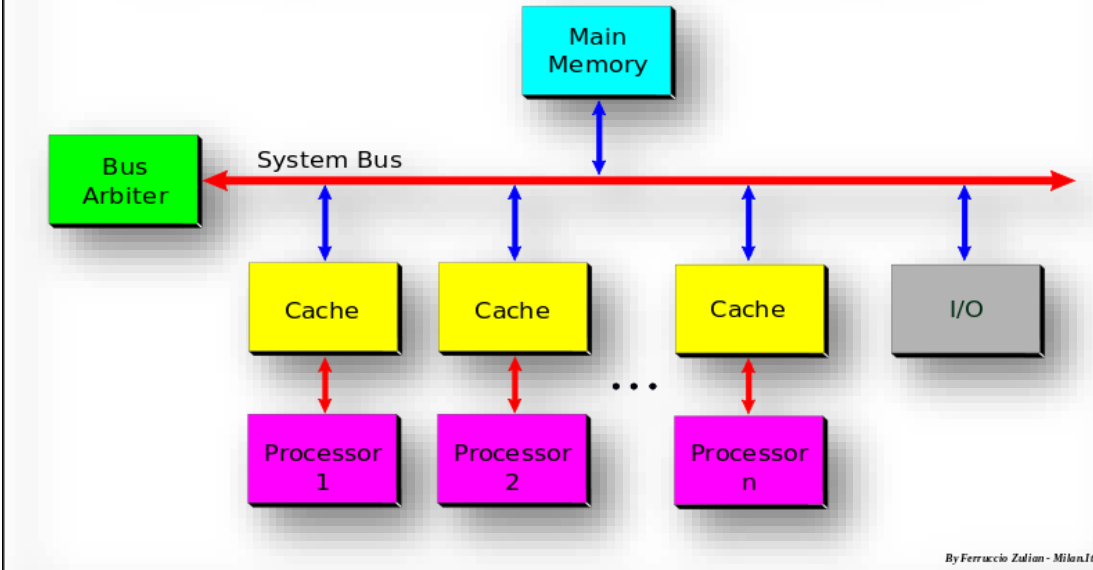 Main
Memory
Bus
Arbiter
System Bus
Cache
Cache
Cache
I/O
...
Processor
1
Processor
2
Processor
n
By Ferruccio Zulian - Milan.It